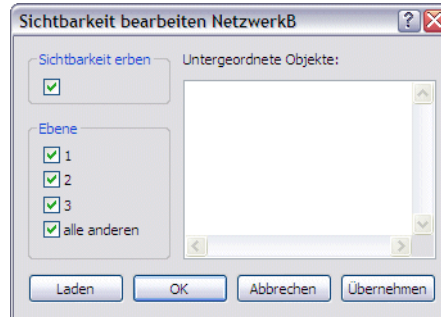 Sichtbarkeit bearbeiten NetzwerkB
Sichtbarkeit erben
Untergeordnete Objekte:
Ebene
1
2
3
alle anderen
Laden
OK
Abbrechen
Übernehmen